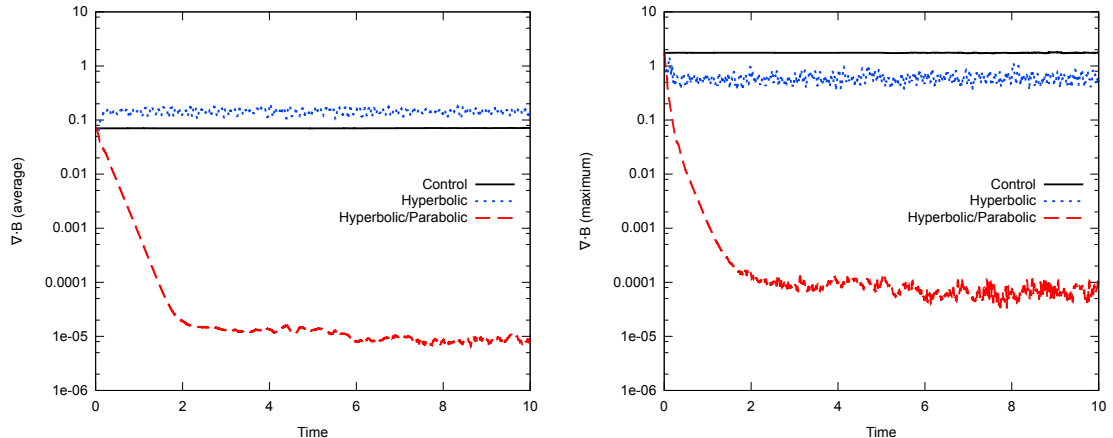 100
10
1
0.1
0.01
0.001
0.0001
1e-05
1e-06
∇·B (average)
Control
Hyperbolic
Hyperbolic/Parabolic
0 2 4 6 8 10
Time
10
1
0.1
0.01
0.001
0.0001
1e-05
1e-06
∇·B (maximum)
Control
Hyperbolic
Hyperbolic/Parabolic
0 2 4 6 8 10
Time